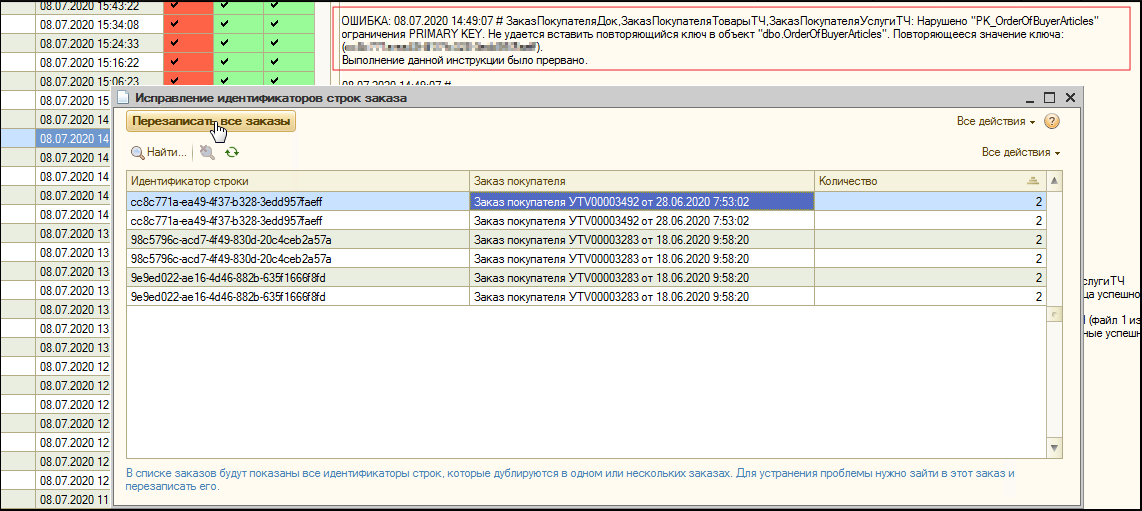 08.07.2020 15:43:22
08.07.2020 15:34:08
08.07.2020 15:24:33
08.07.2020 15:16:22
08.07.2020 15:06:23
ОШИБКА: 08.07.2020 14:49:07 # ЗаказПокупателяДок,ЗаказПокупателяТоварыТЧ,ЗаказПокупателяУслугиТЧ: Нарушено "PK_OrderOfBuyerArticles"
ограничения PRIMARY KEY. Не удается вставить повторяющийся ключ в объект "dbo.OrderOfBuyerArticles". Повторяющееся значение ключа:
Выполнение данной инструкции было прервано.
08.07.2020 14:49:07 #
08.07.2020 15
08.07.2020 14
08.07.2020 14
08.07.2020 14
08.07.2020 14
08.07.2020 14
08.07.2020 14
08.07.2020 13
08.07.2020 13
08.07.2020 13
08.07.2020 13
08.07.2020 13
08.07.2020 13
08.07.2020 13
08.07.2020 12
08.07.2020 12
08.07.2020 12
08.07.2020 12
08.07.2020 12
08.07.2020 12
08.07.2020 12
08.07.2020 11
Исправление идентификаторов строк заказа
Перезаписать все заказы
Все действия
?
Найти...
Все действия
Идентификатор строки Заказ покупателя Количество
cc8c771a-ea49-4f37-b328-3edd957faeff Заказ покупателя УТV00003492 от 28.06.2020 7:53:02 2
cc8c771a-ea49-4f37-b328-3edd957faeff Заказ покупателя УТV00003492 от 28.06.2020 7:53:02 2
98c5796c-acd7-4f49-830d-20c4ceb2a57a Заказ покупателя УТV00003283 от 18.06.2020 9:58:20 2
98c5796c-acd7-4f49-830d-20c4ceb2a57a Заказ покупателя УТV00003283 от 18.06.2020 9:58:20 2
9e9ed022-ae16-4d46-882b-635f1666f8fd Заказ покупателя УТV00003283 от 18.06.2020 9:58:20 2
9e9ed022-ae16-4d46-882b-635f1666f8fd Заказ покупателя УТV00003283 от 18.06.2020 9:58:20 2
В списке заказов будут показаны все идентификаторы строк, которые дублируются в одном или нескольких заказах. Для устранения проблемы нужно зайти в этот заказ и
перезаписать его.
слугиТЧ
ца успешно
(файл 1 из
ные успешн